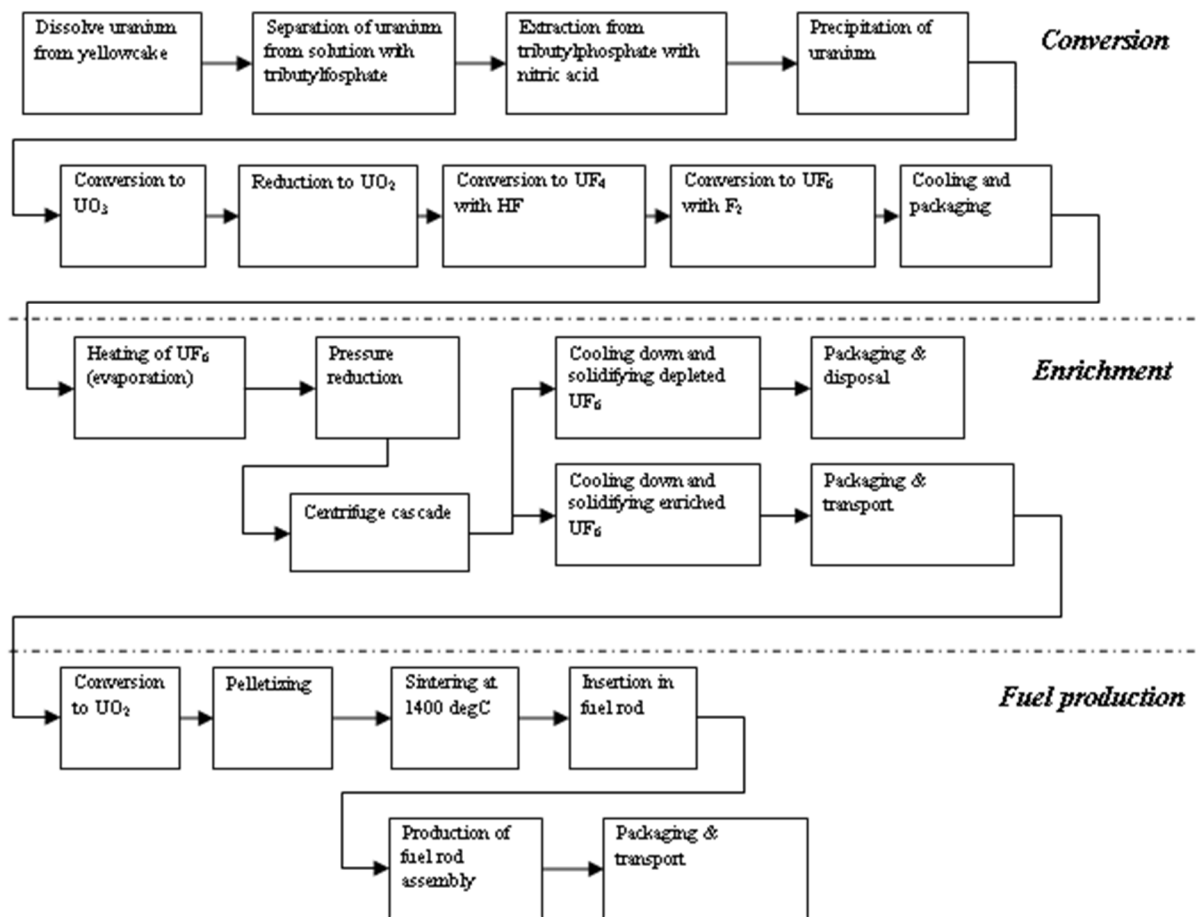 Dissolve uranium
from yellowcake
Separation of uranium
from solution with
tributylfosphate
Extraction from
tributylphosphate with
nitric acid
Precipitation of
uranium
Conversion
Conversion to
UO₃
Reduction to UO₂
Conversion to UF₄
with HF
Conversion to UF₆
with F₂
Cooling and
packaging
Heating of UF₆
(evaporation)
Pressure
reduction
Cooling down and
solidifying depleted
UF₆
Packaging &
disposal
Enrichment
Centrifuge cascade
Cooling down and
solidifying enriched
UF₆
Packaging &
transport
Conversion
to UO₂
Pelletizing
Sintering at
1400 degC
Insertion in
fuel rod
Fuel production
Production of
fuel rod
assembly
Packaging &
transport